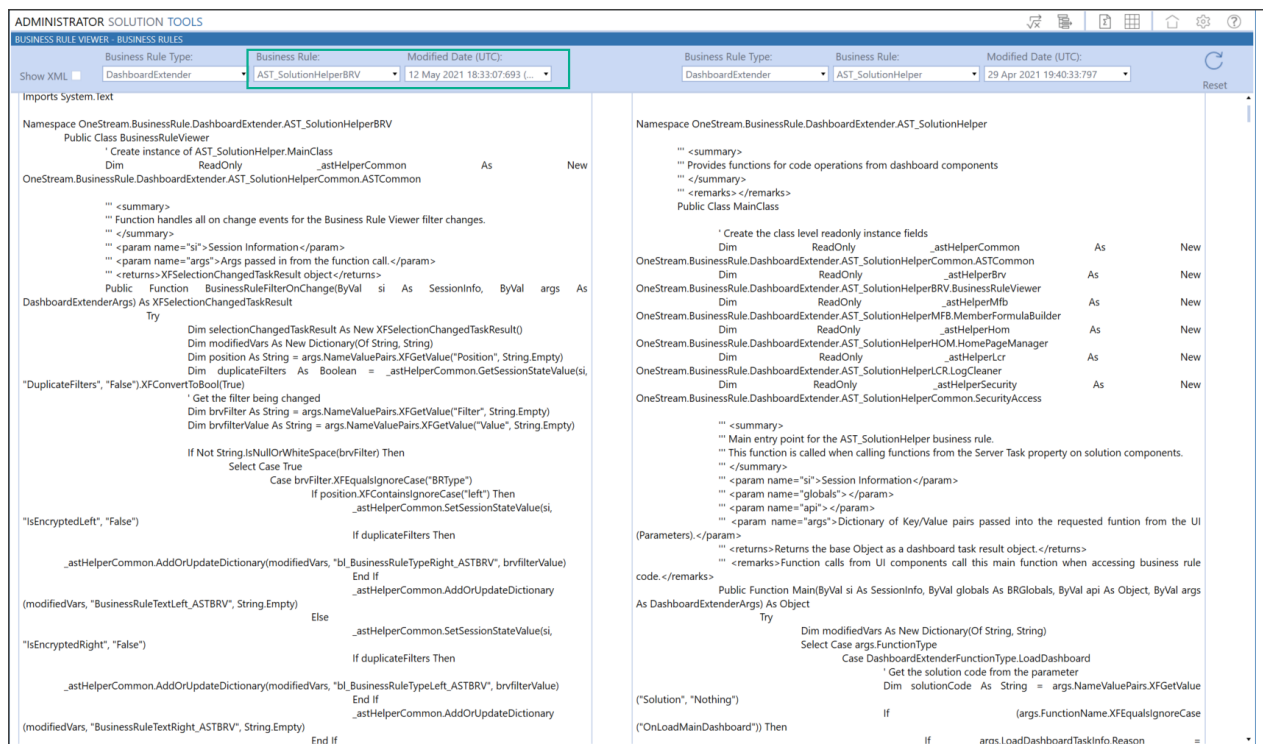 ADMINISTRATOR SOLUTION TOOLS
BUSINESS RULE VIEWER - BUSINESS RULES
Show XML
Business Rule Type:
DashboardExtender
Business Rule:
AST_SolutionHelperBRV
Modified Date (UTC):
12 May 2021 18:33:07:693 (...
Business Rule Type:
DashboardExtender
Business Rule:
AST_SolutionHelper
Modified Date (UTC):
29 Apr 2021 19:40:33:797
Reset
Imports System.Text
Namespace OneStream.BusinessRule.DashboardExtender.AST_SolutionHelperBRV
Public Class BusinessRuleViewer
' Create instance of AST_SolutionHelper.MainClass
Dim ReadOnly _astHelperCommon As New
OneStream.BusinessRule.DashboardExtender.AST_SolutionHelperCommon.ASTCommon
''' <summary>
''' Function handles all on change events for the Business Rule Viewer filter changes.
''' </summary>
''' <param name="si">Session Information</param>
''' <param name="args">Args passed in from the function call.</param>
''' <returns>XFSelectionChangedTaskResult object</returns>
Public Function BusinessRuleFilterOnChange(ByVal si As SessionInfo, ByVal args As
DashboardExtenderArgs) As XFSelectionChangedTaskResult
Try
Dim selectionChangedTaskResult As New XFSelectionChangedTaskResult()
Dim modifiedVars As New Dictionary(Of String, String)
Dim position As String = args.NameValuePairs.XFGetValue("Position", String.Empty)
Dim duplicateFilters As Boolean = _astHelperCommon.GetSessionStateValue(si,
"DuplicateFilters", "False").XFConvertToBool(True)
' Get the filter being changed
Dim brvFilter As String = args.NameValuePairs.XFGetValue("Filter", String.Empty)
Dim brvfilterValue As String = args.NameValuePairs.XFGetValue("Value", String.Empty)
If Not String.IsNullOrWhiteSpace(brvFilter) Then
Select Case True
Case brvFilter.XFEqualsIgnoreCase("BRType")
If position.XFContainsIgnoreCase("left") Then
_astHelperCommon.SetSessionStateValue(si,
"IsEncryptedLeft", "False")
If duplicateFilters Then
_astHelperCommon.AddOrUpdateDictionary(modifiedVars, "bl_BusinessRuleTypeRight_ASTBRV", brvfilterValue)
End If
_astHelperCommon.AddOrUpdateDictionary
(modifiedVars, "BusinessRuleTextLeft_ASTBRV", String.Empty)
Else
_astHelperCommon.SetSessionStateValue(si,
"IsEncryptedRight", "False")
If duplicateFilters Then
_astHelperCommon.AddOrUpdateDictionary(modifiedVars, "bl_BusinessRuleTypeLeft_ASTBRV", brvfilterValue)
End If
_astHelperCommon.AddOrUpdateDictionary
(modifiedVars, "BusinessRuleTextRight_ASTBRV", String.Empty)
End If
Namespace OneStream.BusinessRule.DashboardExtender.AST_SolutionHelper
''' <summary>
''' Provides functions for code operations from dashboard components
''' </summary>
''' <remarks></remarks>
Public Class MainClass
' Create the class level readonly instance fields
Dim ReadOnly _astHelperCommon As New
OneStream.BusinessRule.DashboardExtender.AST_SolutionHelperCommon.ASTCommon
Dim ReadOnly _astHelperBrv As New
OneStream.BusinessRule.DashboardExtender.AST_SolutionHelperBRV.BusinessRuleViewer
Dim ReadOnly _astHelperMfb As New
OneStream.BusinessRule.DashboardExtender.AST_SolutionHelperMFB.MemberFormulaBuilder
Dim ReadOnly _astHelperHom As New
OneStream.BusinessRule.DashboardExtender.AST_SolutionHelperHOM.HomePageManager
Dim ReadOnly _astHelperLcr As New
OneStream.BusinessRule.DashboardExtender.AST_SolutionHelperLCR.LogCleaner
Dim ReadOnly _astHelperSecurity As New
OneStream.BusinessRule.DashboardExtender.AST_SolutionHelperCommon.SecurityAccess
''' <summary>
''' Main entry point for the AST_SolutionHelper business rule.
''' This function is called when calling functions from the Server Task property on solution components.
''' </summary>
''' <param name="si">Session Information</param>
''' <param name="globals"></param>
''' <param name="api"></param>
''' <param name="args">Dictionary of Key/Value pairs passed into the requested funtion from the UI
(Parameters).</param>
''' <returns>Returns the base Object as a dashboard task result object.</returns>
''' <remarks>Function calls from UI components call this main function when accessing business rule
code.</remarks>
Public Function Main(ByVal si As SessionInfo, ByVal globals As BRGlobals, ByVal api As Object, ByVal args
As DashboardExtenderArgs) As Object
Try
Dim modifiedVars As New Dictionary(Of String, String)
Select Case args.FunctionType
Case DashboardExtenderFunctionType.LoadDashboard
' Get the solution code from the parameter
Dim solutionCode As String = args.NameValuePairs.XFGetValue
("Solution", "Nothing")
If (args.FunctionName.XFEqualsIgnoreCase
("OnLoadMainDashboard")) Then
If args.LoadDashboardTaskInfo.Reason =